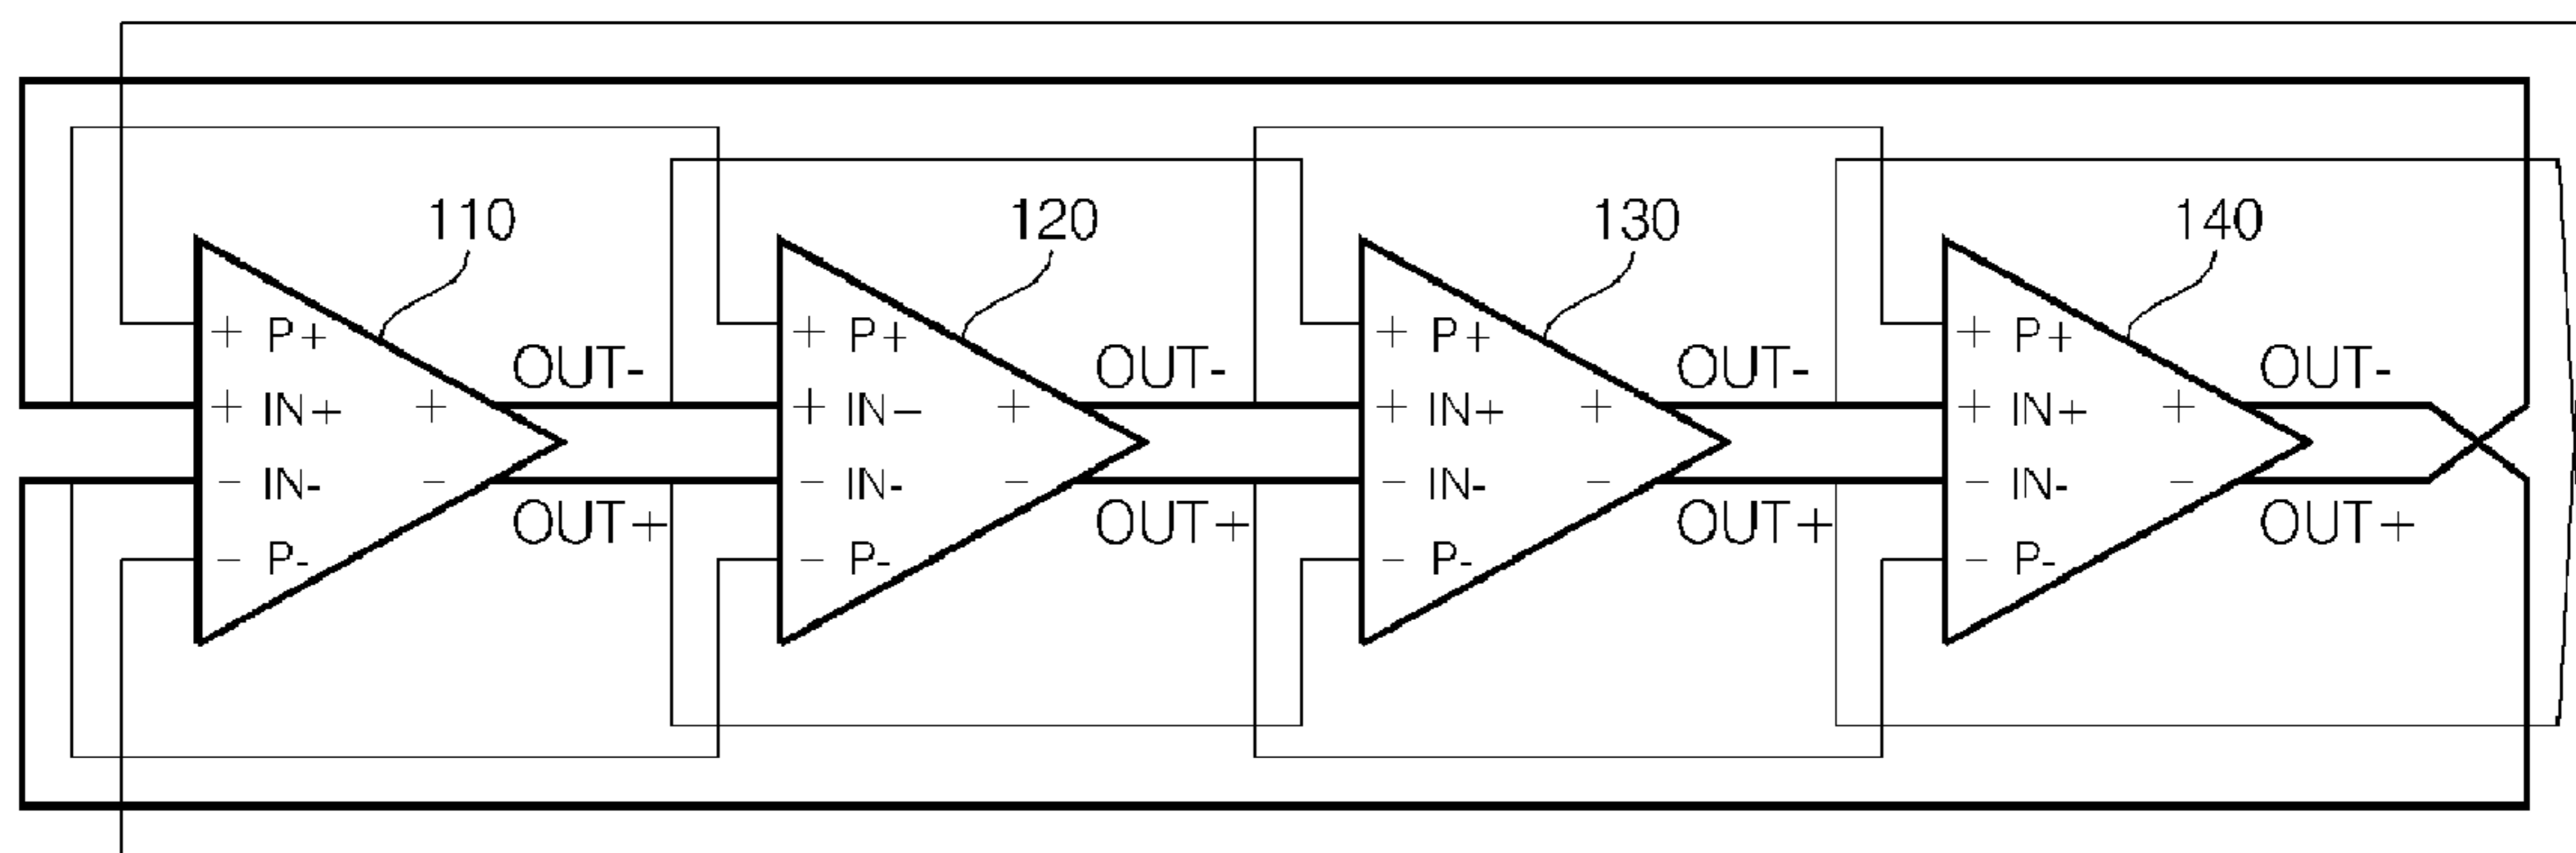 110 120 130 140
+ P+ + P+ + P+ + P+
OUT- OUT- OUT- OUT-
+ IN+ + + IN− + + IN+ + + IN+ +
− IN- − − IN- − − IN- − − IN- −
OUT+ OUT+ OUT+ OUT+
− P- − P- − P- − P-